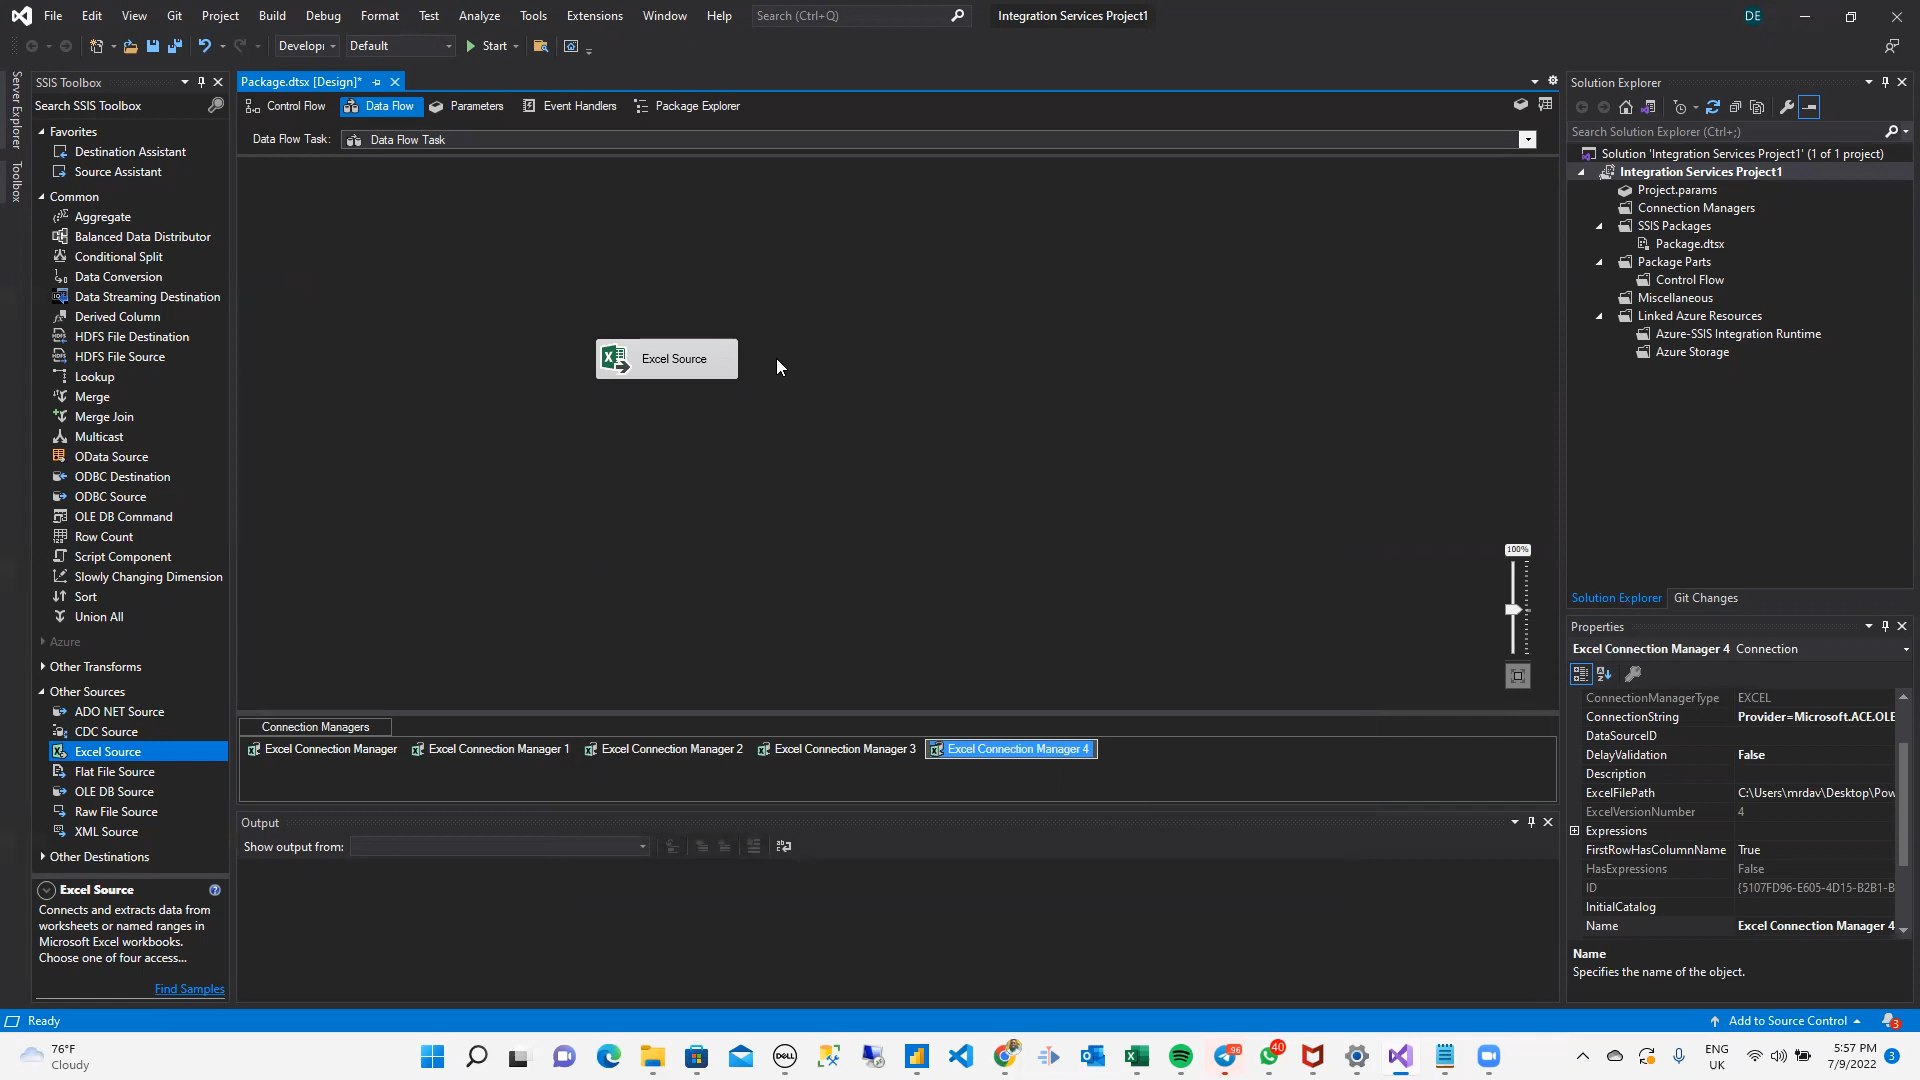 File Edit View Git Project Build Debug Format Test Analyze Tools Extensions Window Help Search (Ctrl+Q) Integration Services Project1 DE
Developı Default Start
Server Explorer
Toolbox
SSIS Toolbox
Search SSIS Toolbox
Favorites
Destination Assistant
Source Assistant
Common
Aggregate
Balanced Data Distributor
Conditional Split
Data Conversion
Data Streaming Destination
Derived Column
HDFS File Destination
HDFS File Source
Lookup
Merge
Merge Join
Multicast
OData Source
ODBC Destination
ODBC Source
OLE DB Command
Row Count
Script Component
Slowly Changing Dimension
Sort
Union All
Azure
Other Transforms
Other Sources
ADO NET Source
CDC Source
Excel Source
Flat File Source
OLE DB Source
Raw File Source
XML Source
Other Destinations
Excel Source
Connects and extracts data from
worksheets or named ranges in
Microsoft Excel workbooks.
Choose one of four access...
Find Samples
Package.dtsx [Design]*
Control Flow Data Flow Parameters Event Handlers Package Explorer
Data Flow Task: Data Flow Task
Excel Source
100%
Connection Managers
Excel Connection Manager Excel Connection Manager 1 Excel Connection Manager 2 Excel Connection Manager 3 Excel Connection Manager 4
Output
Show output from:
Solution Explorer
Search Solution Explorer (Ctrl+;)
Solution 'Integration Services Project1' (1 of 1 project)
Integration Services Project1
Project.params
Connection Managers
SSIS Packages
Package.dtsx
Package Parts
Control Flow
Miscellaneous
Linked Azure Resources
Azure-SSIS Integration Runtime
Azure Storage
Solution Explorer Git Changes
Properties
Excel Connection Manager 4 Connection
ConnectionManagerType EXCEL
ConnectionString Provider=Microsoft.ACE.OLE
DataSourceID
DelayValidation False
Description
ExcelFilePath C:\Users\mrdav\Desktop\Pow
ExcelVersionNumber 4
Expressions
FirstRowHasColumnName True
HasExpressions False
ID {5107FD96-E605-4D15-B2B1-B
InitialCatalog
Name Excel Connection Manager 4
Name
Specifies the name of the object.
Ready Add to Source Control 3
76°F
Cloudy
DELL
96
40
ENG
UK
5:57 PM
7/9/2022
3